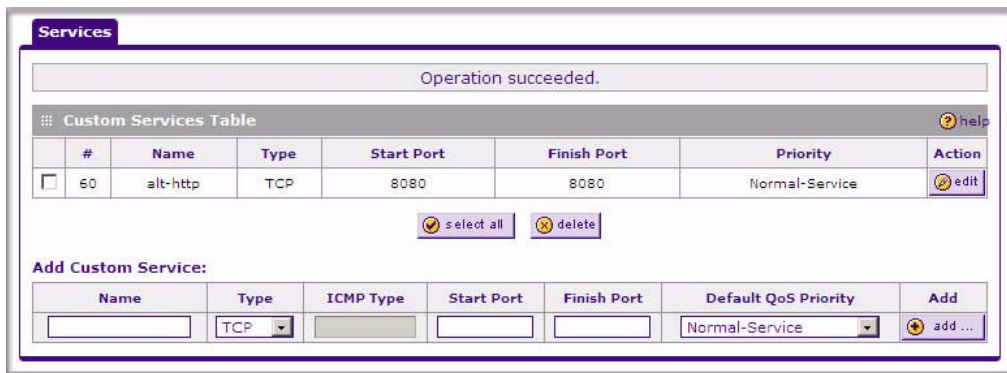 Services
Operation succeeded.
Custom Services Table help
# Name Type Start Port Finish Port Priority Action
60 alt-http TCP 8080 8080 Normal-Service edit
select all delete
Add Custom Service:
Name Type ICMP Type Start Port Finish Port Default QoS Priority Add
TCP Normal-Service add ...